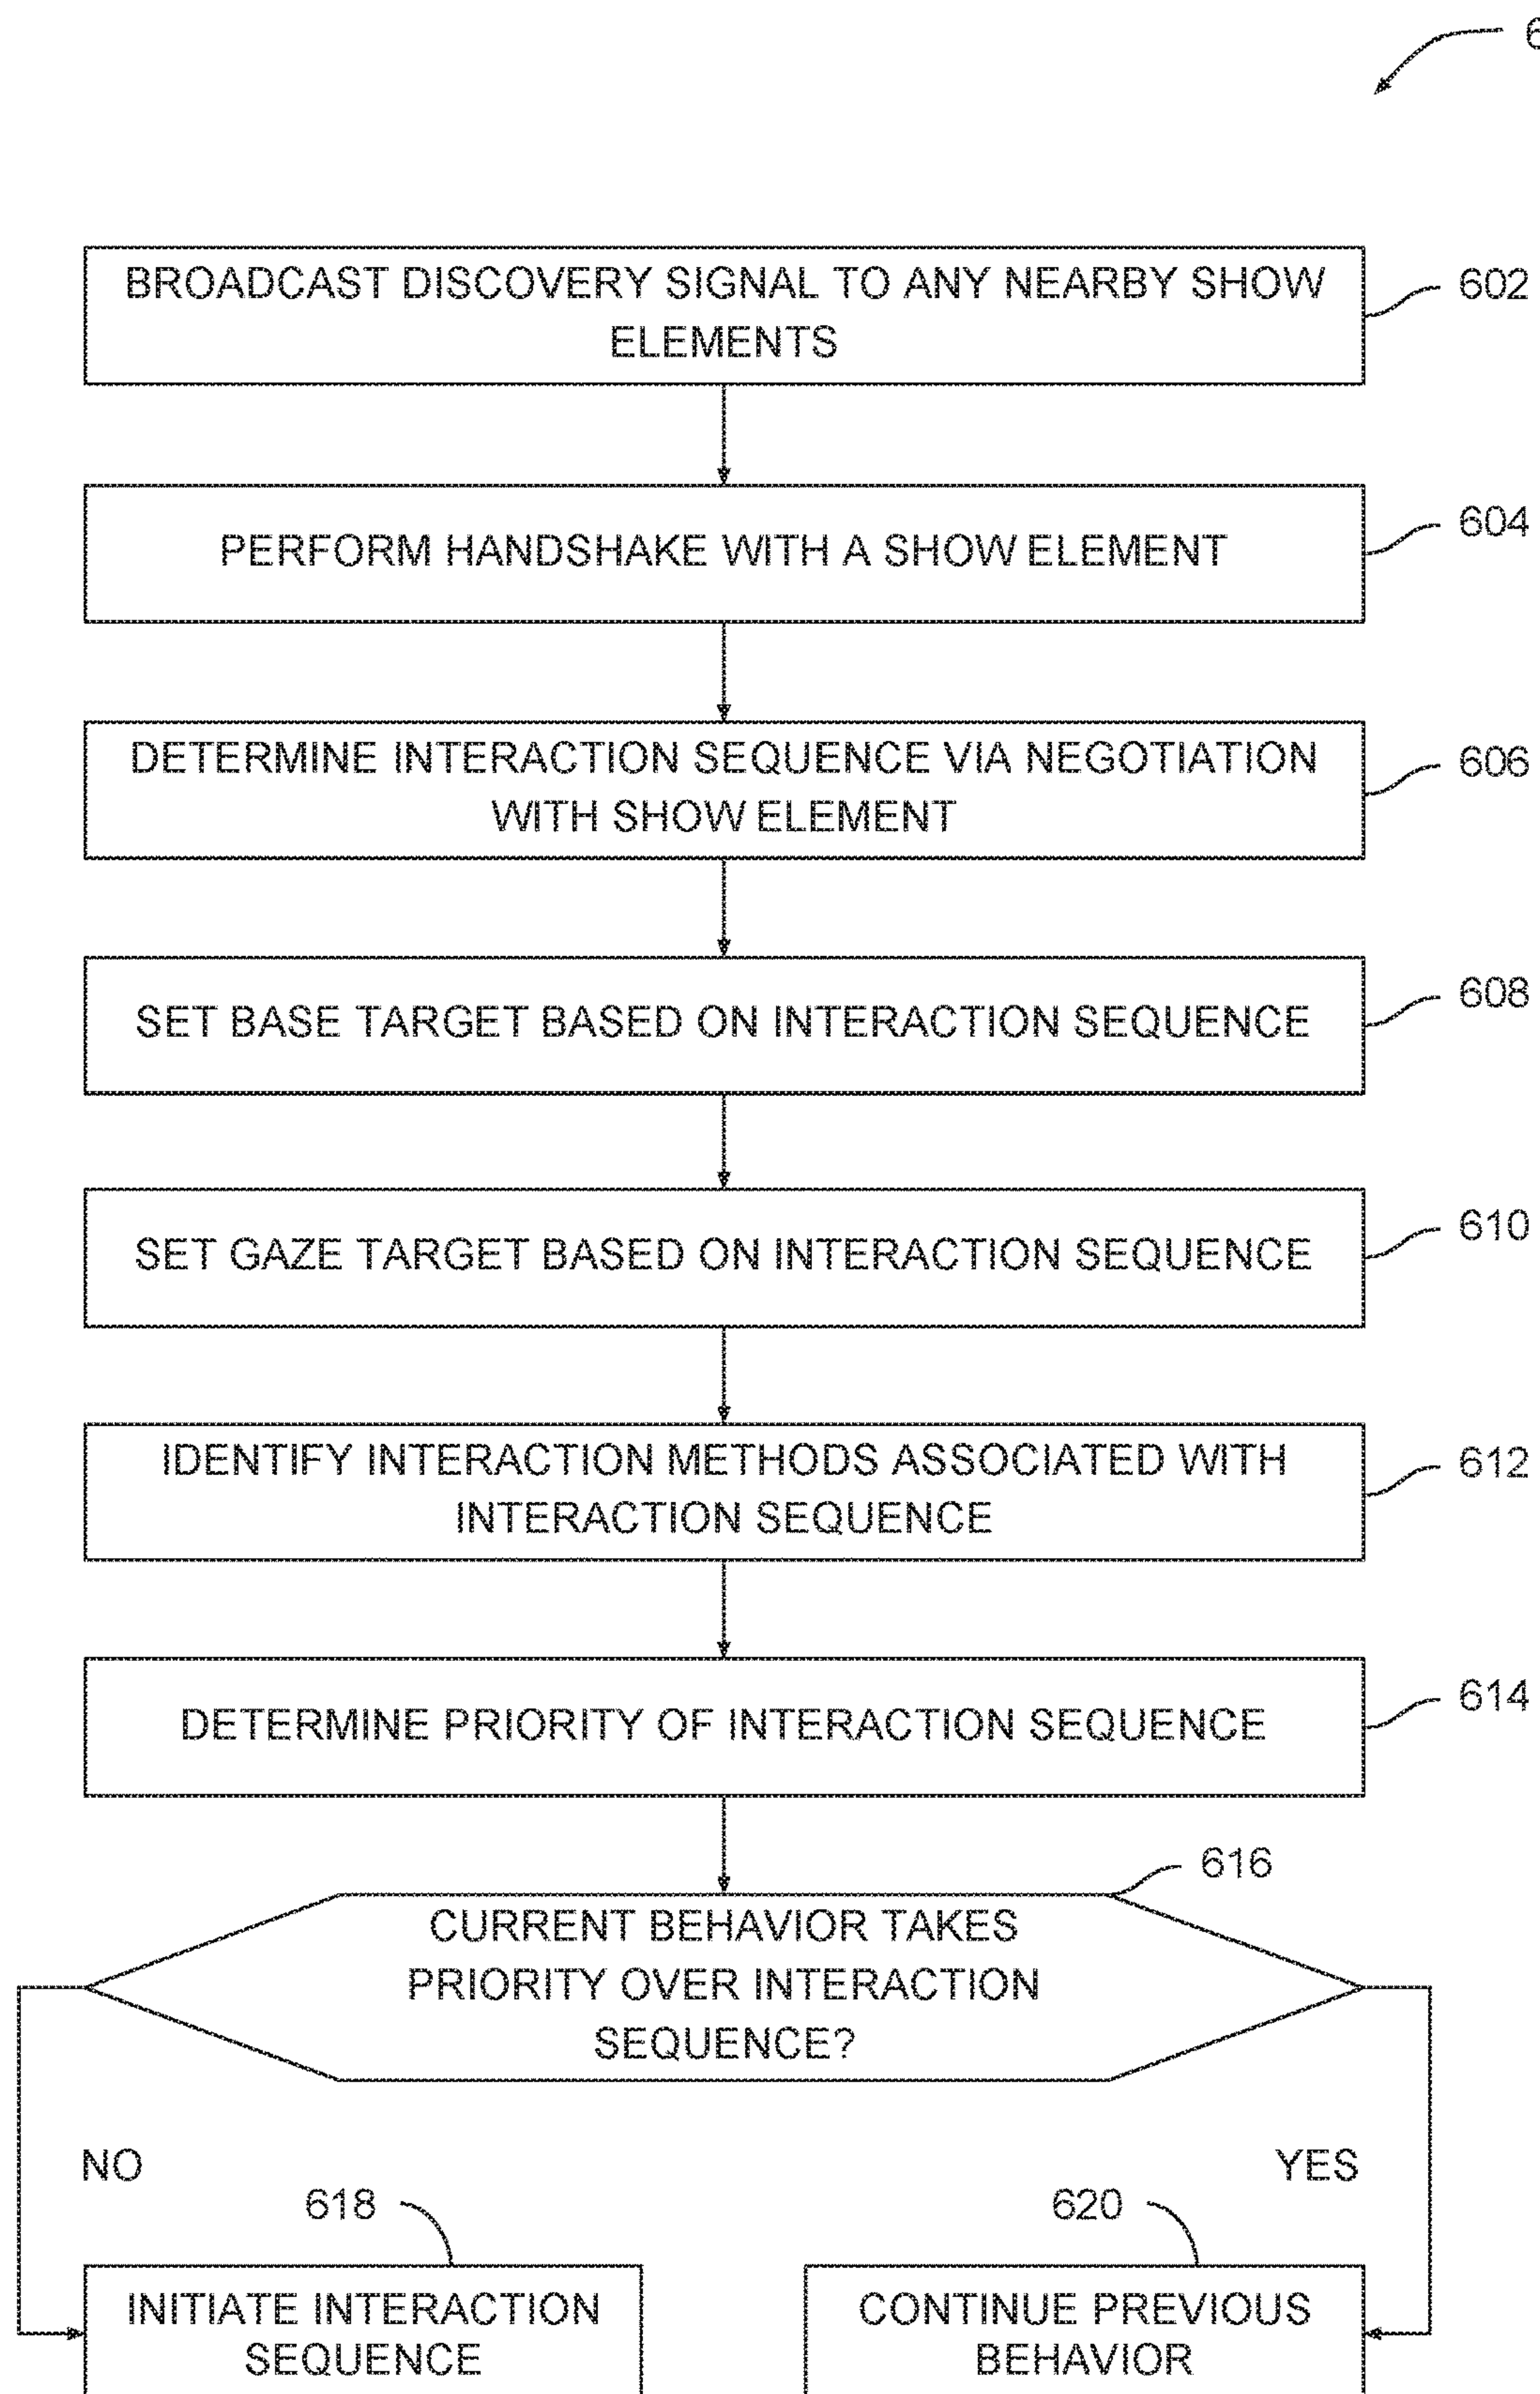 BROADCAST DISCOVERY SIGNAL TO ANY NEARBY SHOW
ELEMENTS
602
PERFORM HANDSHAKE WITH A SHOW ELEMENT
604
DETERMINE INTERACTION SEQUENCE VIA NEGOTIATION
WITH SHOW ELEMENT
606
SET BASE TARGET BASED ON INTERACTION SEQUENCE
608
SET GAZE TARGET BASED ON INTERACTION SEQUENCE
610
IDENTIFY INTERACTION METHODS ASSOCIATED WITH
INTERACTION SEQUENCE
612
DETERMINE PRIORITY OF INTERACTION SEQUENCE
614
616
CURRENT BEHAVIOR TAKES
PRIORITY OVER INTERACTION
SEQUENCE?
NO
YES
618
620
INITIATE INTERACTION
SEQUENCE
CONTINUE PREVIOUS
BEHAVIOR